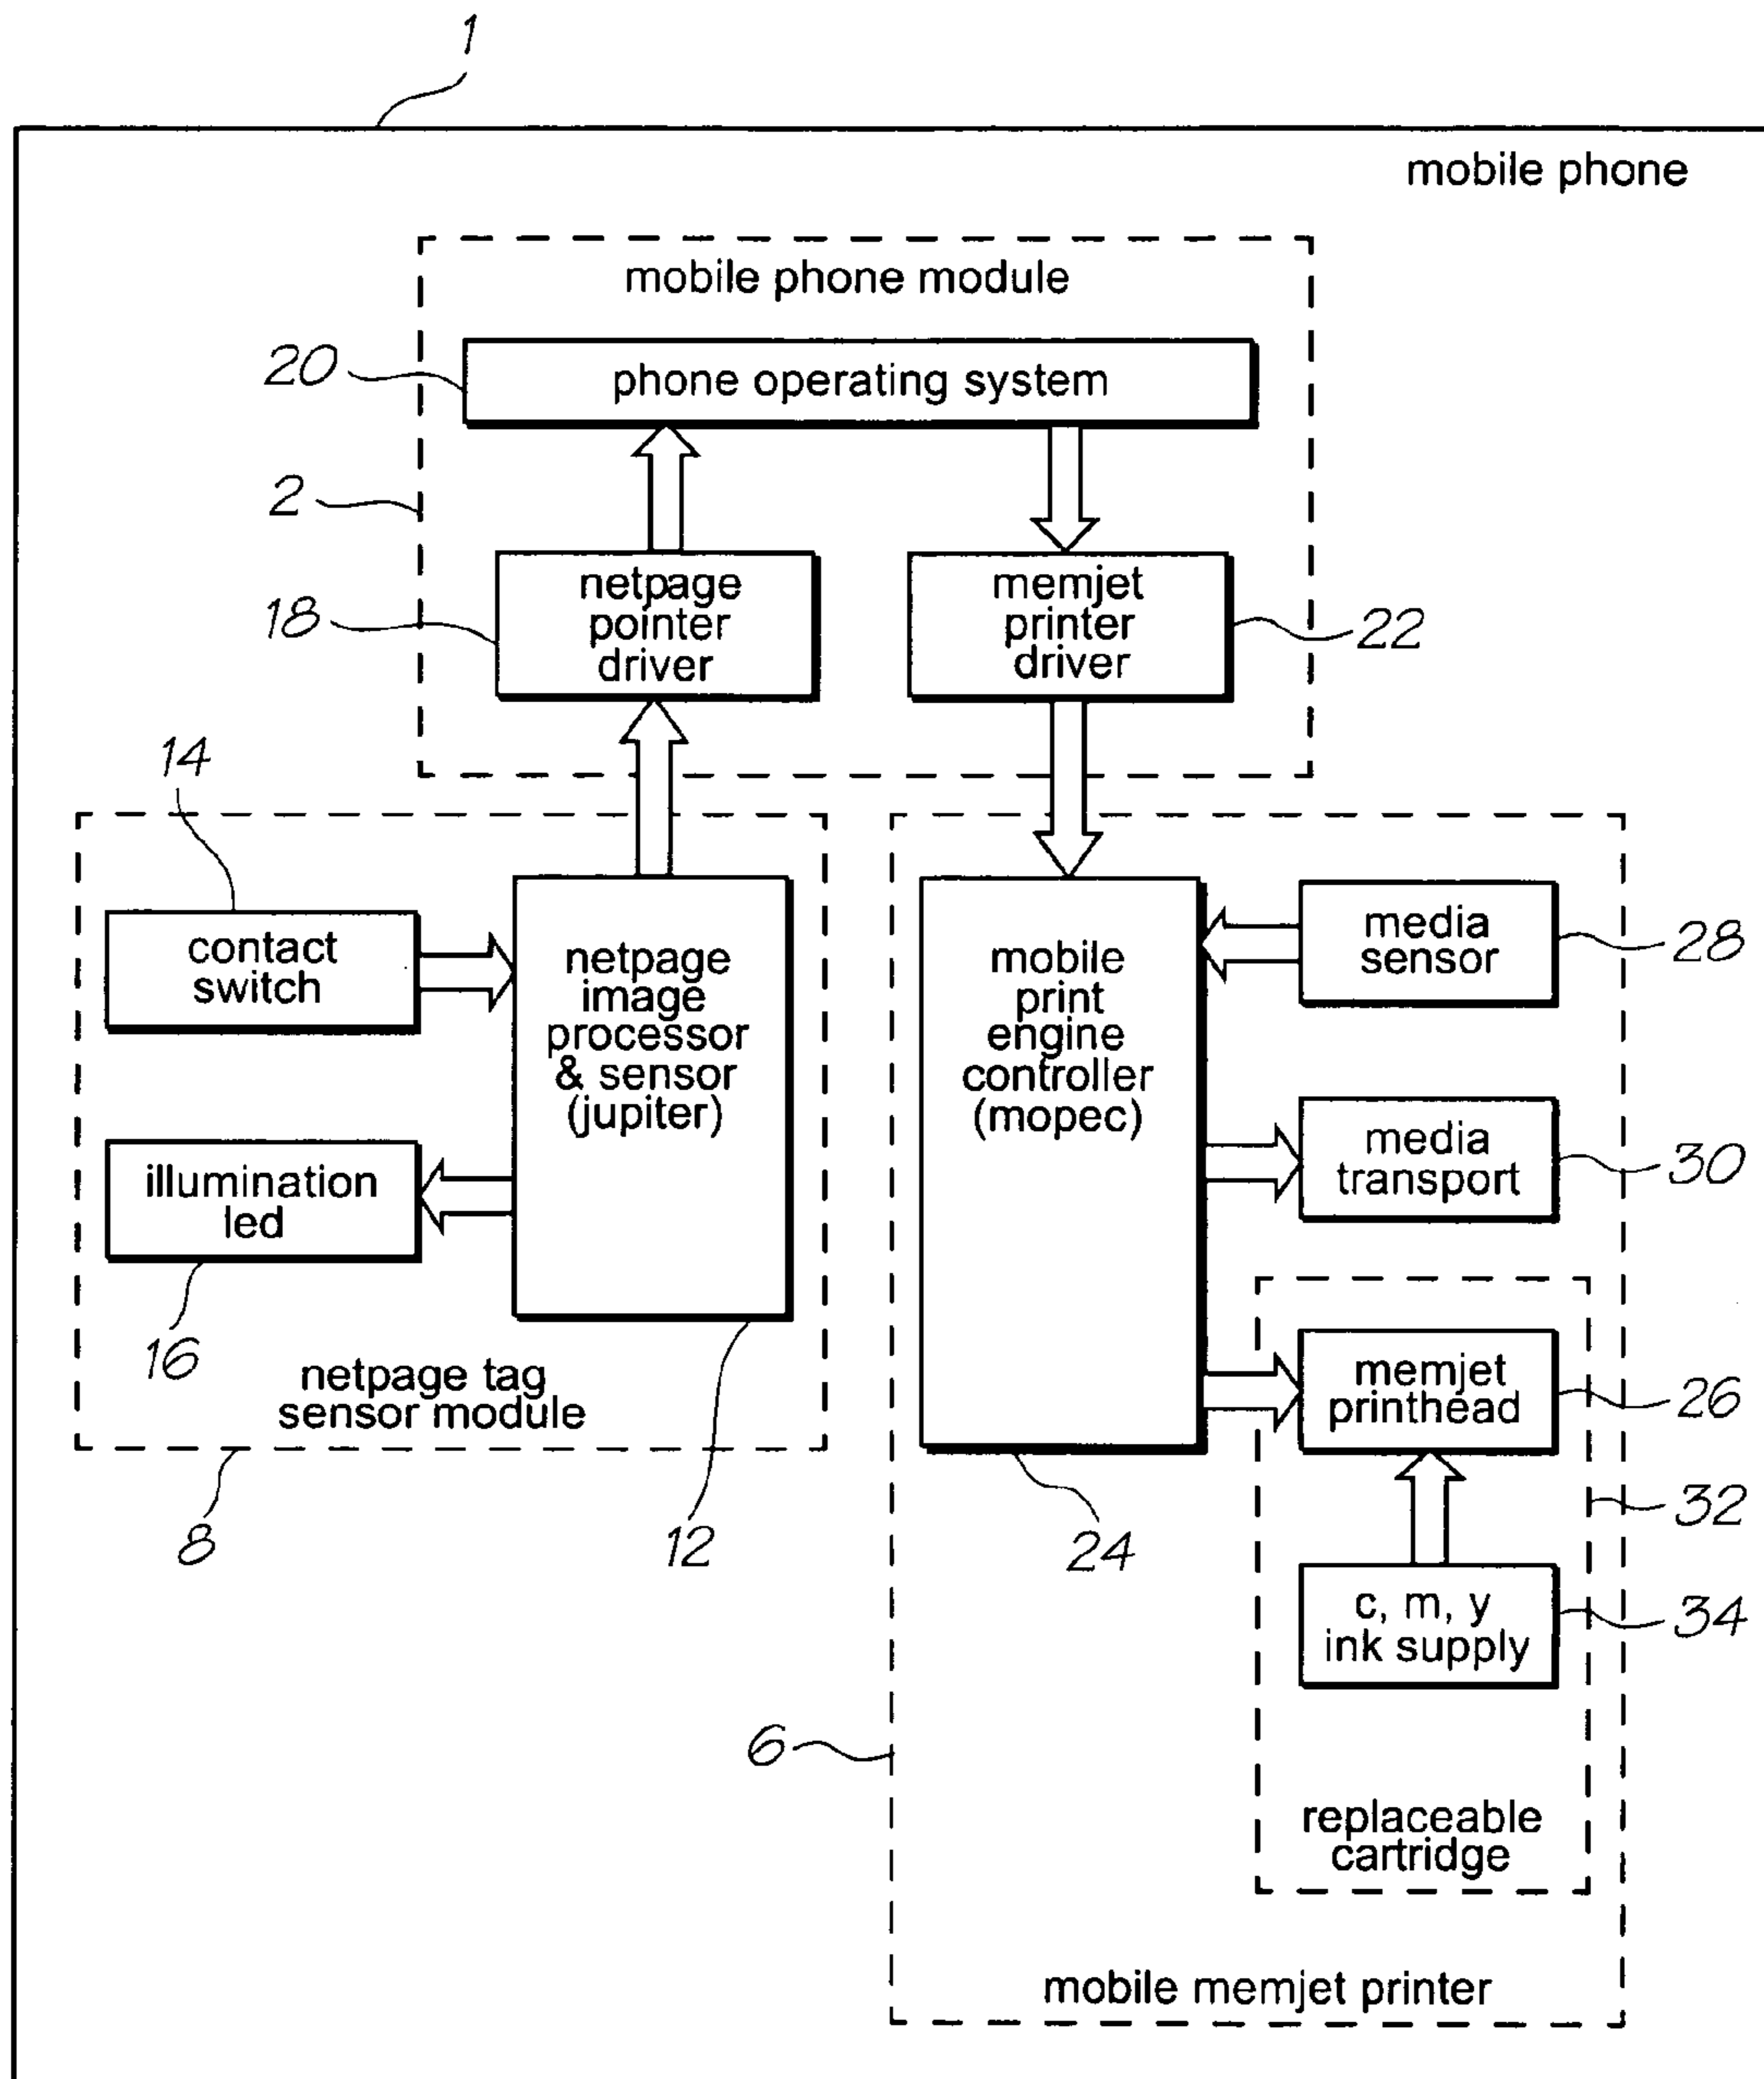 1
mobile phone
mobile phone module
20
phone operating system
2
18
netpage
pointer
driver
memjet
printer
driver
22
14
contact
switch
netpage
image
processor
& sensor
(jupiter)
illumination
led
16
netpage tag
sensor module
8
12
mobile
print
engine
controller
(mopec)
media
sensor
28
media
transport
30
memjet
printhead
26
24
32
c, m, y
ink supply
34
6
replaceable
cartridge
mobile memjet printer